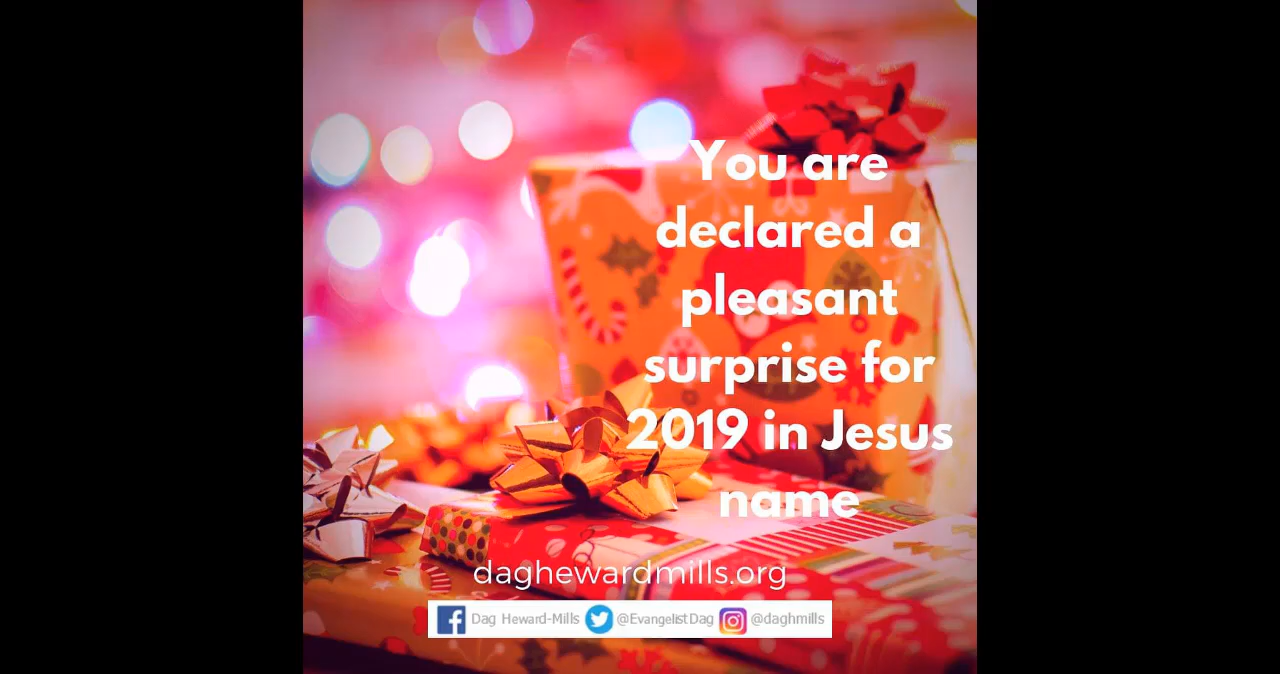 You are
declared a
pleasant
surprise for
2019 in Jesus
name
daghewardmills.org
Dag Heward-Mills @EvangelistDag @daghmills